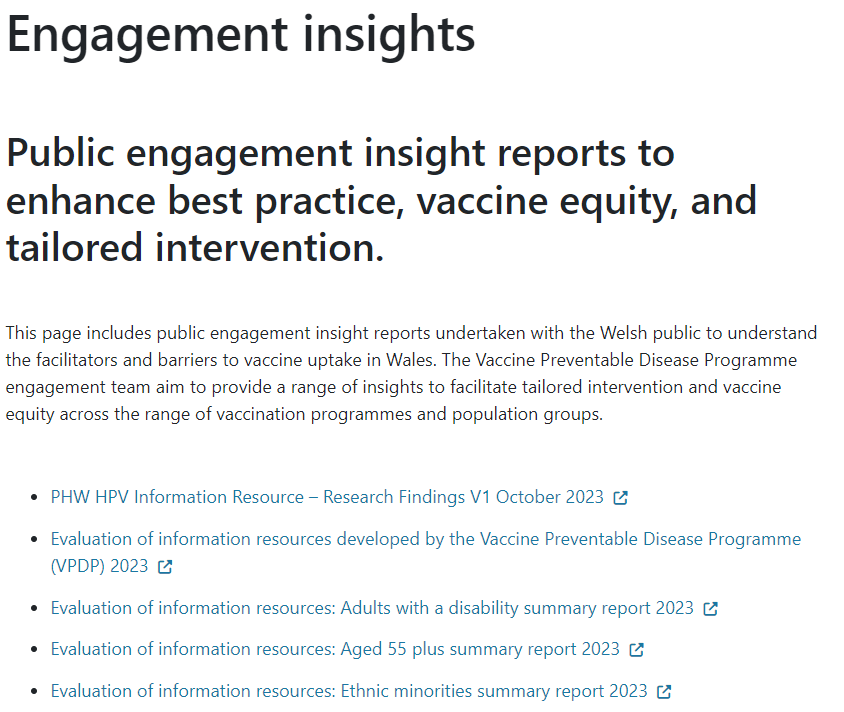 Engagement insights
Public engagement insight reports to
enhance best practice, vaccine equity, and
tailored intervention.
This page includes public engagement insight reports undertaken with the Welsh public to understand
the facilitators and barriers to vaccine uptake in Wales. The Vaccine Preventable Disease Programme
engagement team aim to provide a range of insights to facilitate tailored intervention and vaccine
equity across the range of vaccination programmes and population groups.
• PHW HPV Information Resource – Research Findings V1 October 2023
• Evaluation of information resources developed by the Vaccine Preventable Disease Programme
(VPDP) 2023
• Evaluation of information resources: Adults with a disability summary report 2023
• Evaluation of information resources: Aged 55 plus summary report 2023
• Evaluation of information resources: Ethnic minorities summary report 2023